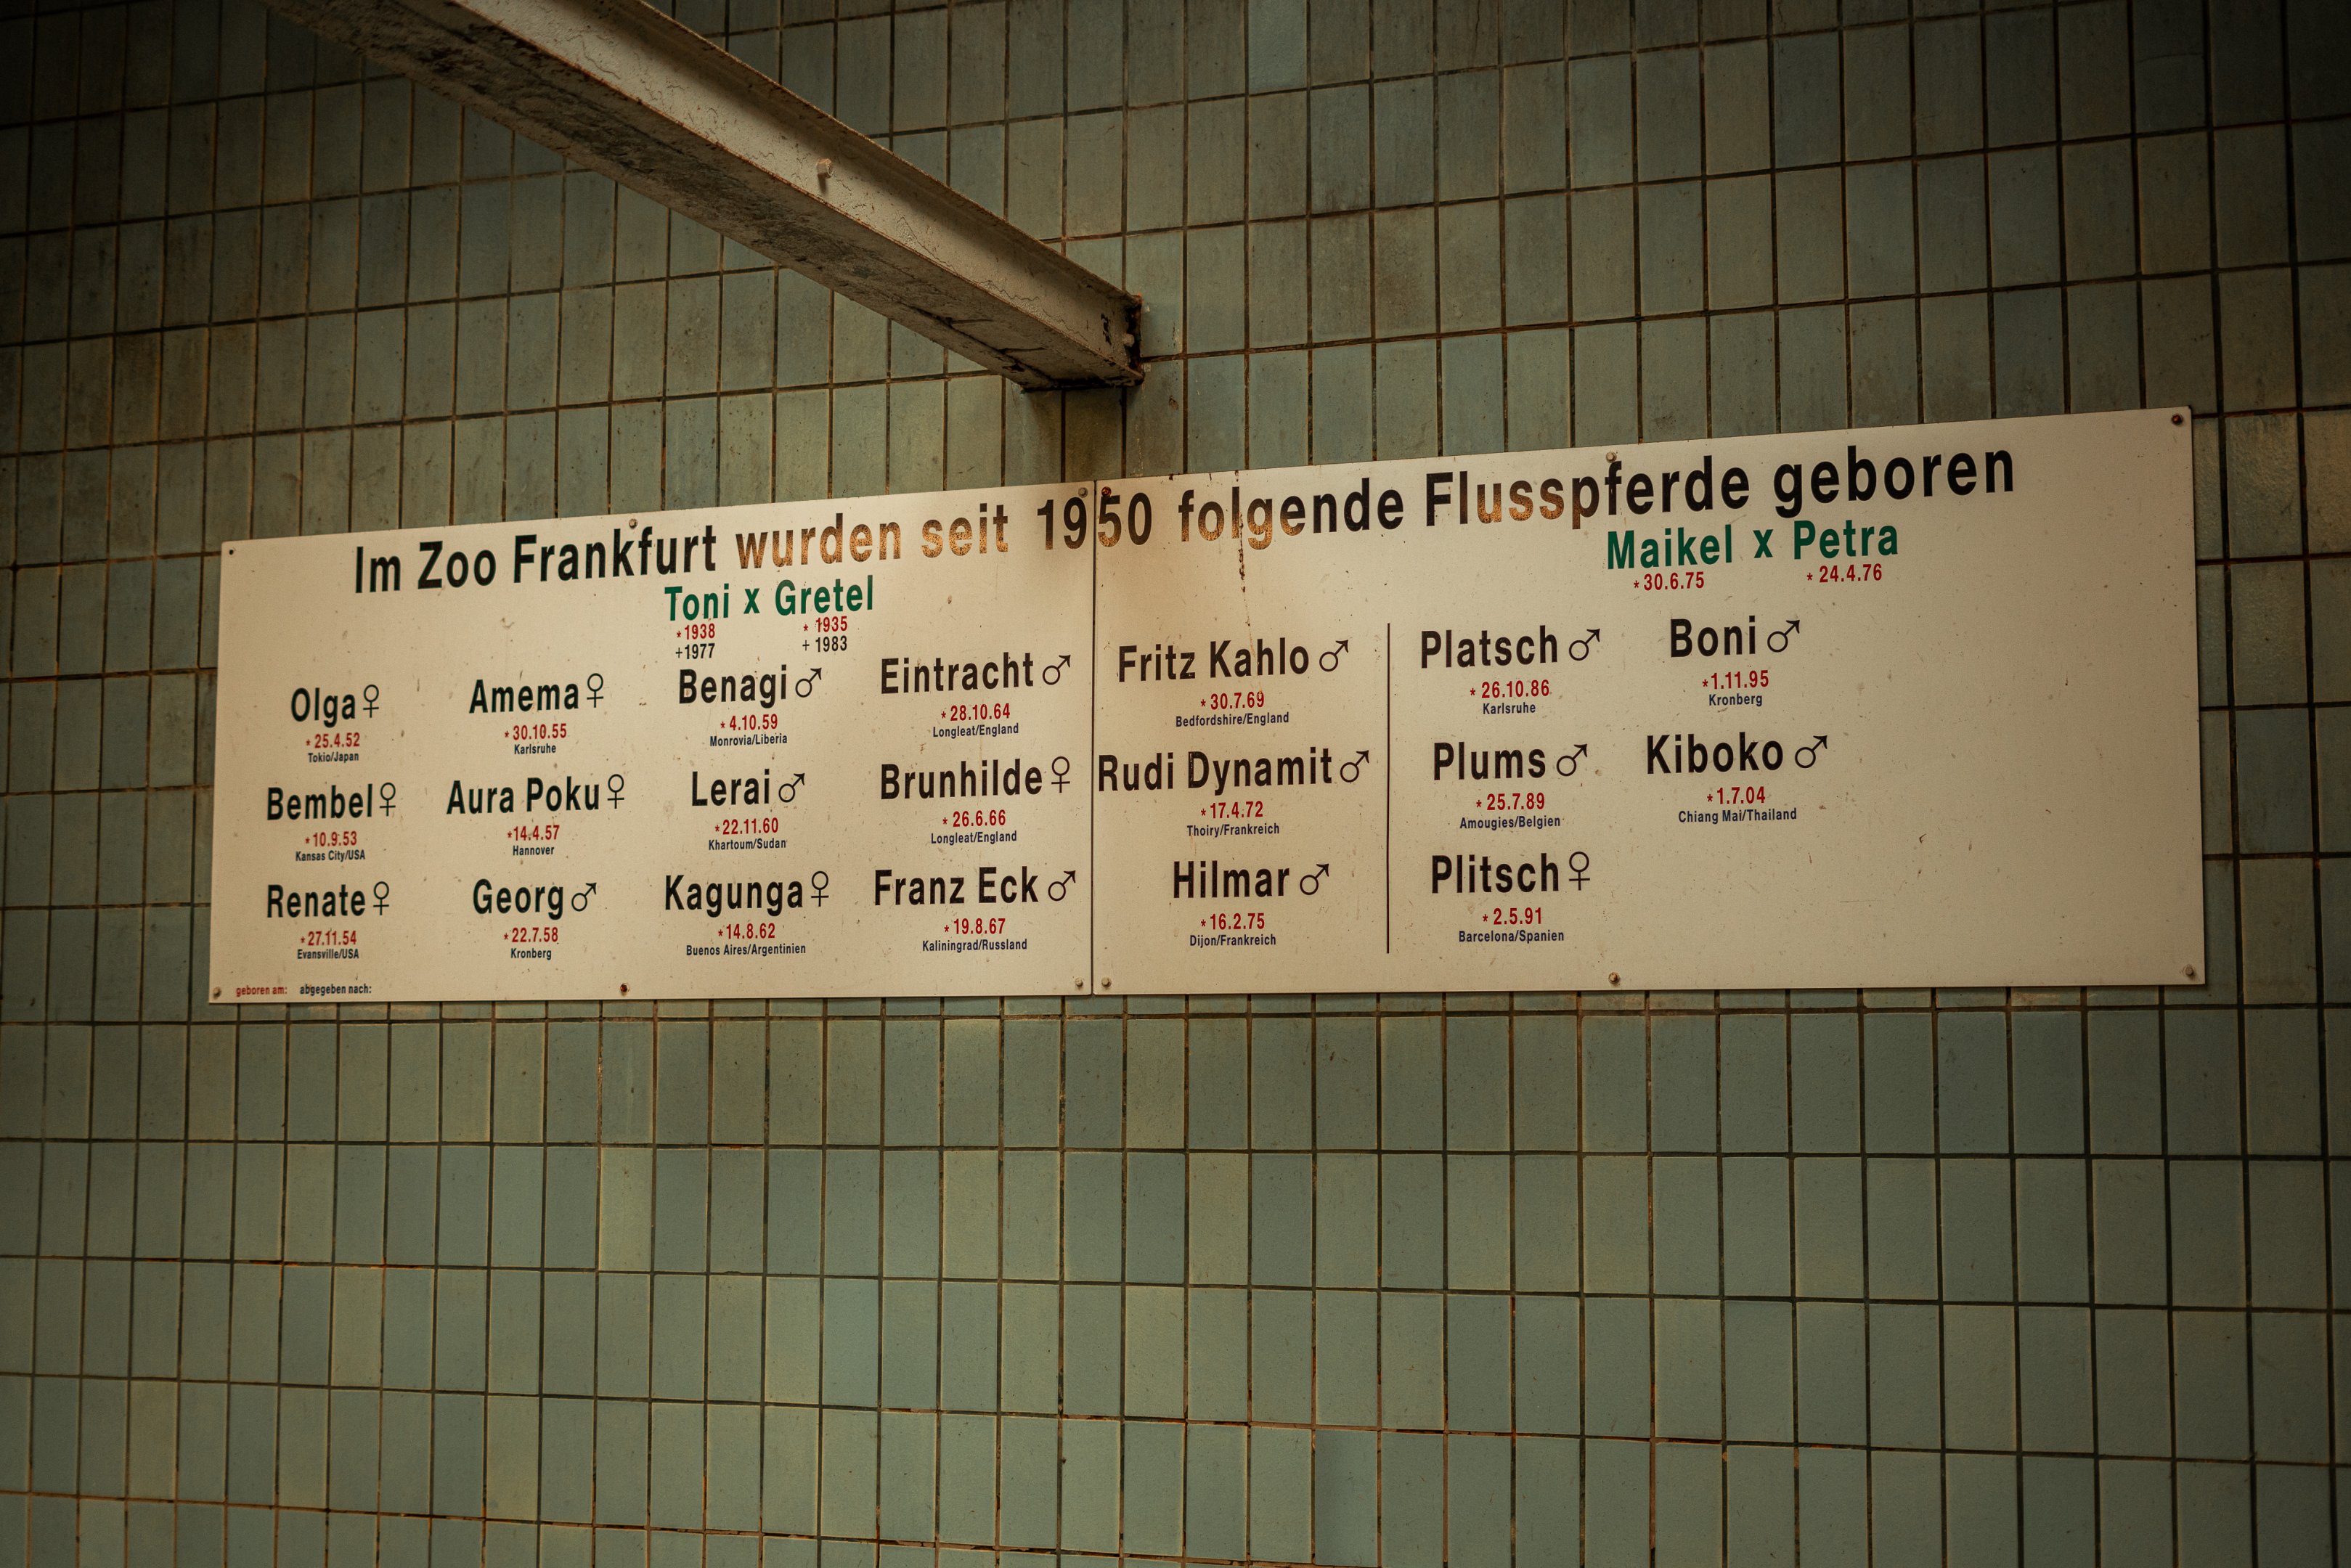 Im Zoo Frankfurt wurden seit 1950 folgende Flusspferde geboren
Toni x Gretel
*1938 * 1935
+1977 + 1983
Olga♀
* 25.4.52
Tokio/Japan
Bembel♀
*10.9.53
Kansas City/USA
Renate♀
*27.11.54
Evansville/USA
Amema♀
* 30.10.55
Karlsruhe
Aura Poku♀
*14.4.57
Hannover
Georg♂
*22.7.58
Kronberg
Benagi♂
* 4.10.59
Monrovia/Liberia
Lerai♂
*22.11.60
Khartoum/Sudan
Kagunga♀
*14.8.62
Buenos Aires/Argentinien
Eintracht♂
*28.10.64
Longleat/England
Brunhilde♀
* 26.6.66
Longleat/England
Franz Eck♂
*19.8.67
Kaliningrad/Russland
Fritz Kahlo♂
* 30.7.69
Bedfordshire/England
Rudi Dynamit♂
*17.4.72
Thoiry/Frankreich
Hilmar♂
*16.2.75
Dijon/Frankreich
Maikel x Petra
*30.6.75 * 24.4.76
Platsch♂
* 26.10.86
Karlsruhe
Plums♂
* 25.7.89
Amougies/Belgien
Plitsch♀
* 2.5.91
Barcelona/Spanien
Boni♂
*1.11.95
Kronberg
Kiboko♂
*1.7.04
Chiang Mai/Thailand
geboren am: abgegeben nach: